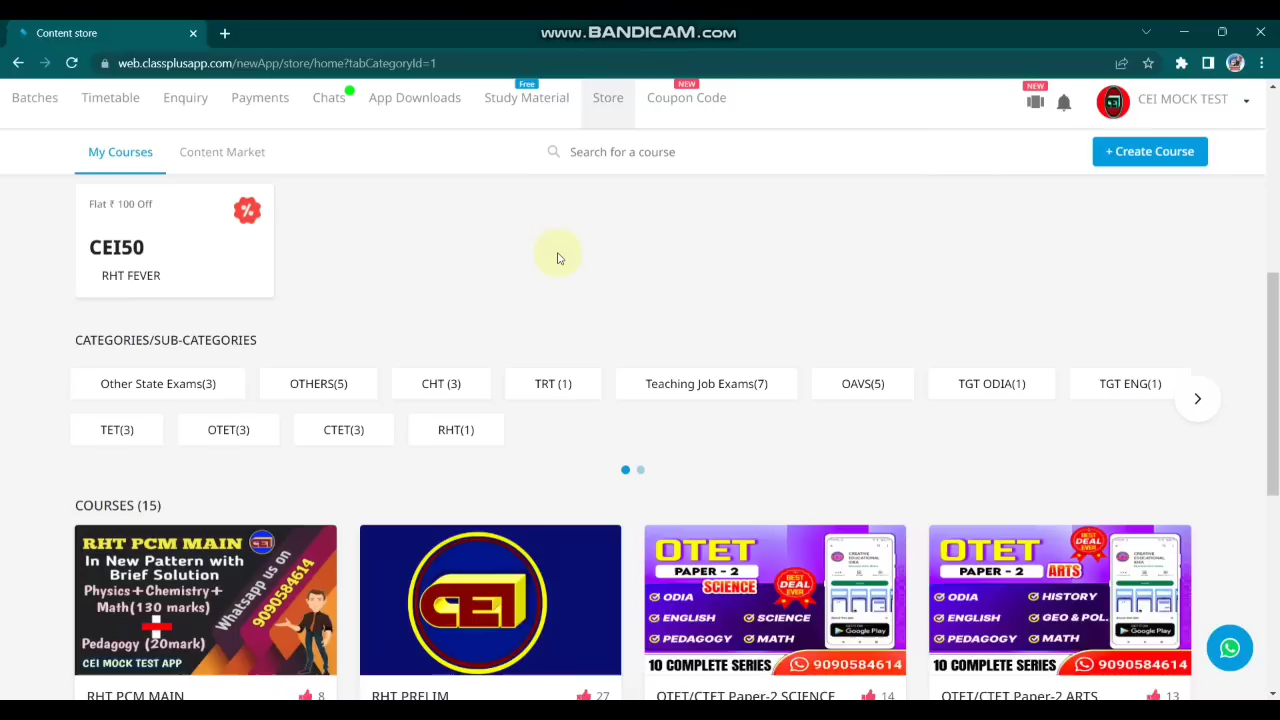 Content store
www.BANDICAM.com
web.classplusapp.com/newApp/store/home?tabCategoryId=1
Batches
Timetable
Enquiry
Payments
Chats
App Downloads
Free
Study Material
Store
NEW
Coupon Code
NEW
CEI MOCK TEST
My Courses
Content Market
Search for a course
+ Create Course
Flat ₹ 100 Off
%
CEI50
RHT FEVER
CATEGORIES/SUB-CATEGORIES
Other State Exams(3)
OTHERS(5)
CHT (3)
TRT (1)
Teaching Job Exams(7)
OAVS(5)
TGT ODIA(1)
TGT ENG(1)
TET(3)
OTET(3)
CTET(3)
RHT(1)
COURSES (15)
RHT PCM MAIN
CEI
In New Pattern with
Brief Solution
Physics+Chemistry+
Math(130 marks)
Pedagogy (20mark)
CEI MOCK TEST APP
Whatsapp us on
9090584614
CEI
OTET
PAPER - 2
SCIENCE
BEST
DEAL
EVER
ODIA
ENGLISH
SCIENCE
PEDAGOGY
MATH
Google Play
10 COMPLETE SERIES
9090584614
OTET
PAPER - 2
ARTS
BEST
DEAL
EVER
ODIA
HISTORY
ENGLISH
GEO & POL.
PEDAGOGY
MATH
Google Play
10 COMPLETE SERIES
9090584614
RHT PCM MAIN
8
RHT PRELIM
27
OTET/CTET Paper-2 SCIENCE
14
OTET/CTET Paper-2 ARTS
13